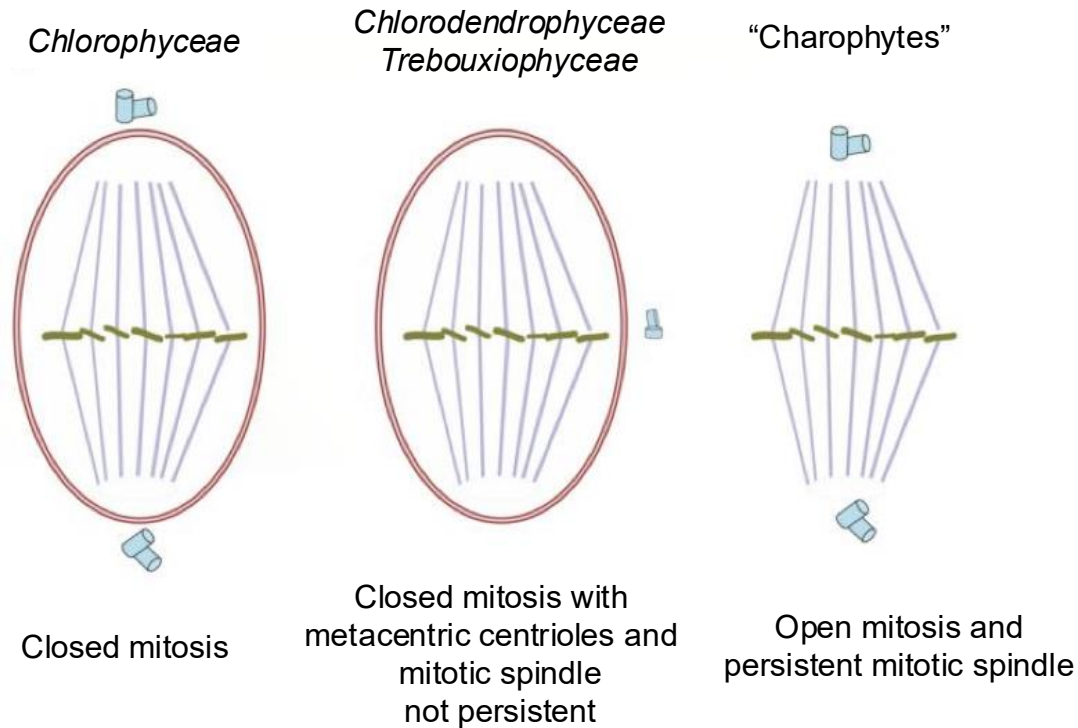 Chlorophyceae
Chlorodendrophyceae
Trebouxiophyceae
“Charophytes”
Closed mitosis
Closed mitosis with
metacentric centrioles and
mitotic spindle
not persistent
Open mitosis and
persistent mitotic spindle